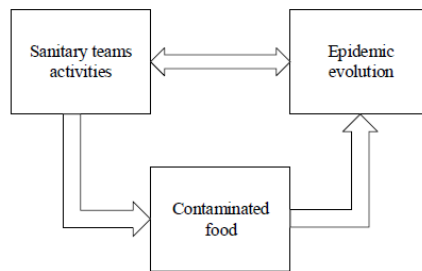 Sanitary teams
activities
Epidemic
evolution
Contaminated
food